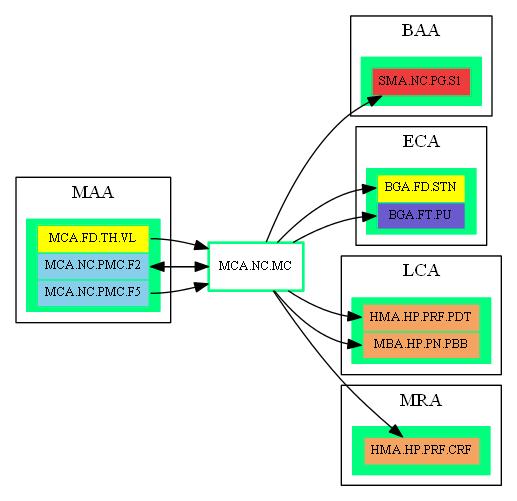 BAA
SMA.NC.PG.S1
ECA
BGA.FD.STN
BGA.FT.PU
MAA
MCA.FD.TH.VL
MCA.NC.PMC.F2
MCA.NC.PMC.F5
MCA.NC.MC
LCA
HMA.HP.PRF.PDT
MBA.HP.PN.PBB
MRA
HMA.HP.PRF.CRF